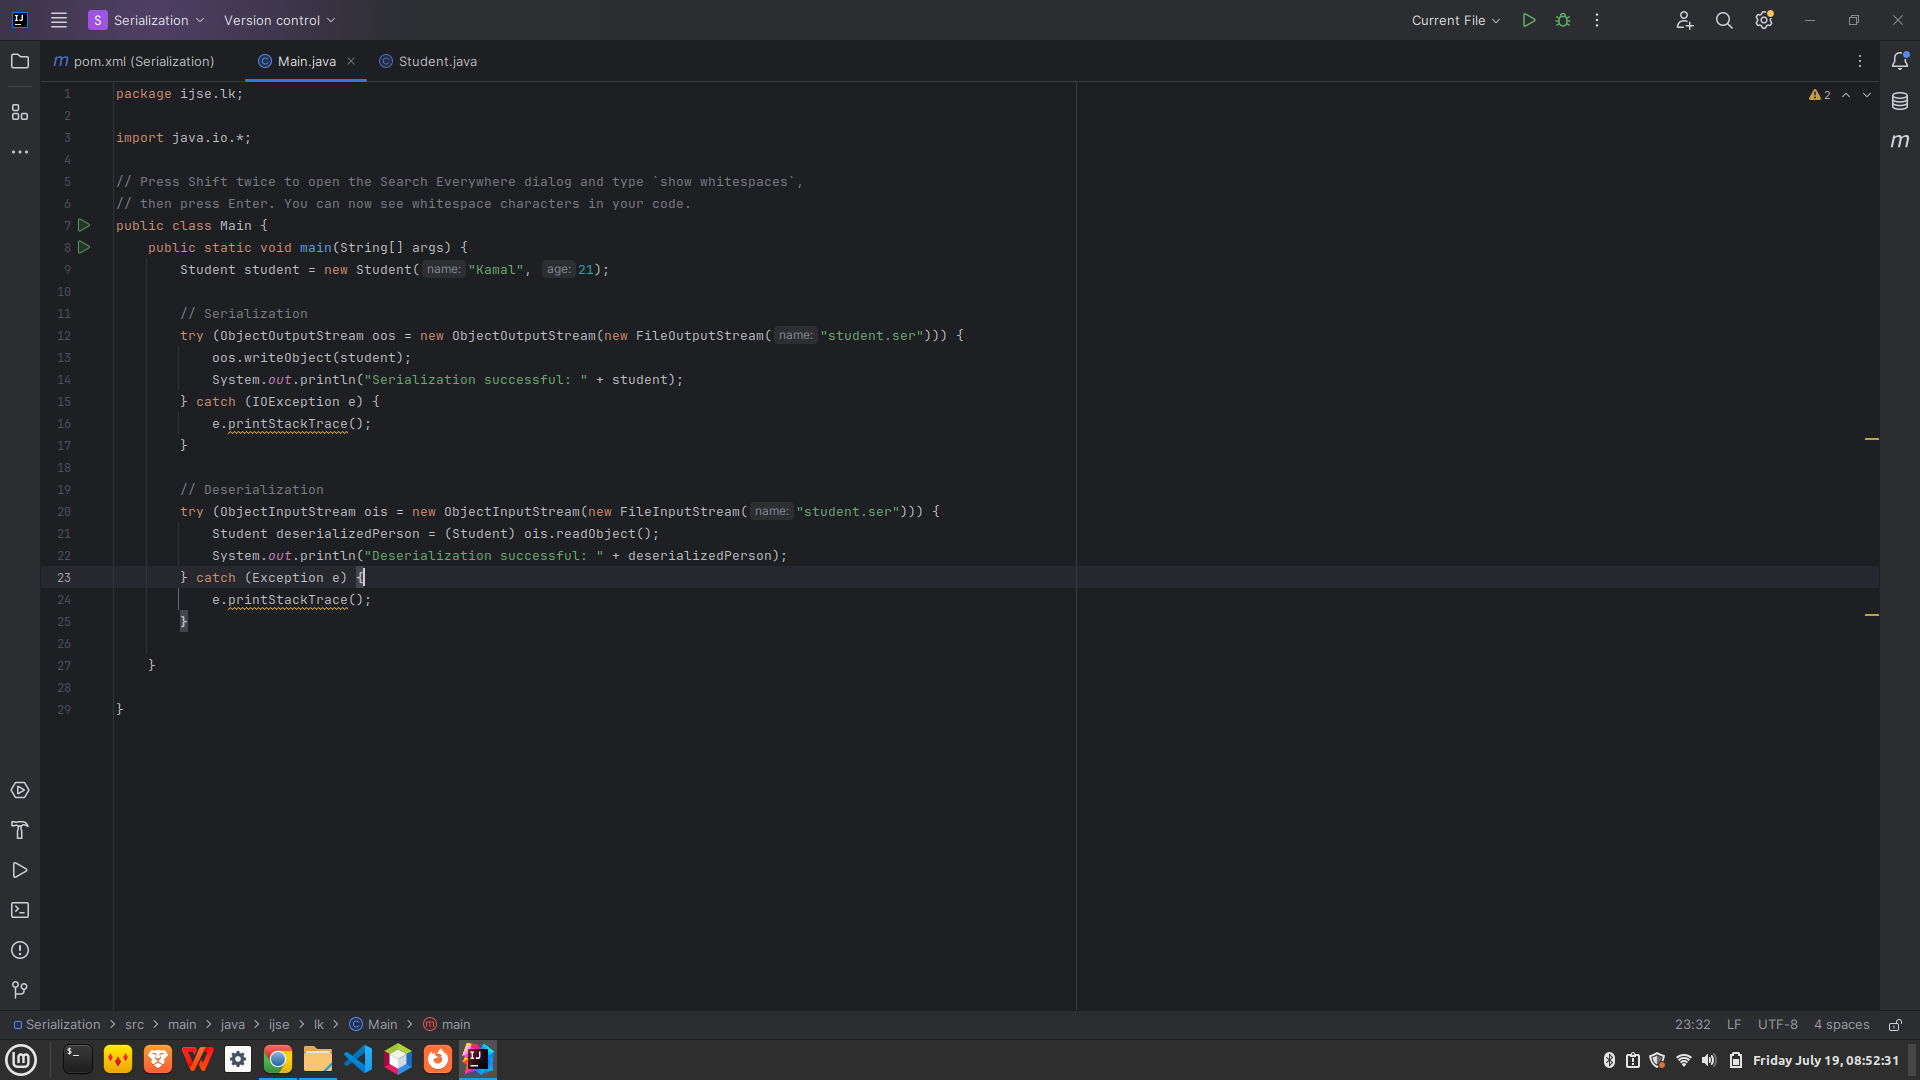 Serialization Version control Current File
pom.xml (Serialization) Main.java Student.java
2
1 package ijse.lk;
2
3 import java.io.*;
4
5 // Press Shift twice to open the Search Everywhere dialog and type `show whitespaces`,
6 // then press Enter. You can now see whitespace characters in your code.
7 public class Main {
8 public static void main(String[] args) {
9 Student student = new Student( name: "Kamal", age: 21);
10
11 // Serialization
12 try (ObjectOutputStream oos = new ObjectOutputStream(new FileOutputStream( name: "student.ser"))) {
13 oos.writeObject(student);
14 System.out.println("Serialization successful: " + student);
15 } catch (IOException e) {
16 e.printStackTrace();
17 }
18
19 // Deserialization
20 try (ObjectInputStream ois = new ObjectInputStream(new FileInputStream( name: "student.ser"))) {
21 Student deserializedPerson = (Student) ois.readObject();
22 System.out.println("Deserialization successful: " + deserializedPerson);
23 } catch (Exception e) {
24 e.printStackTrace();
25 }
26
27 }
28
29 }
Serialization > src > main > java > ijse > lk > Main > main 23:32 LF UTF-8 4 spaces
Friday July 19, 08:52:31